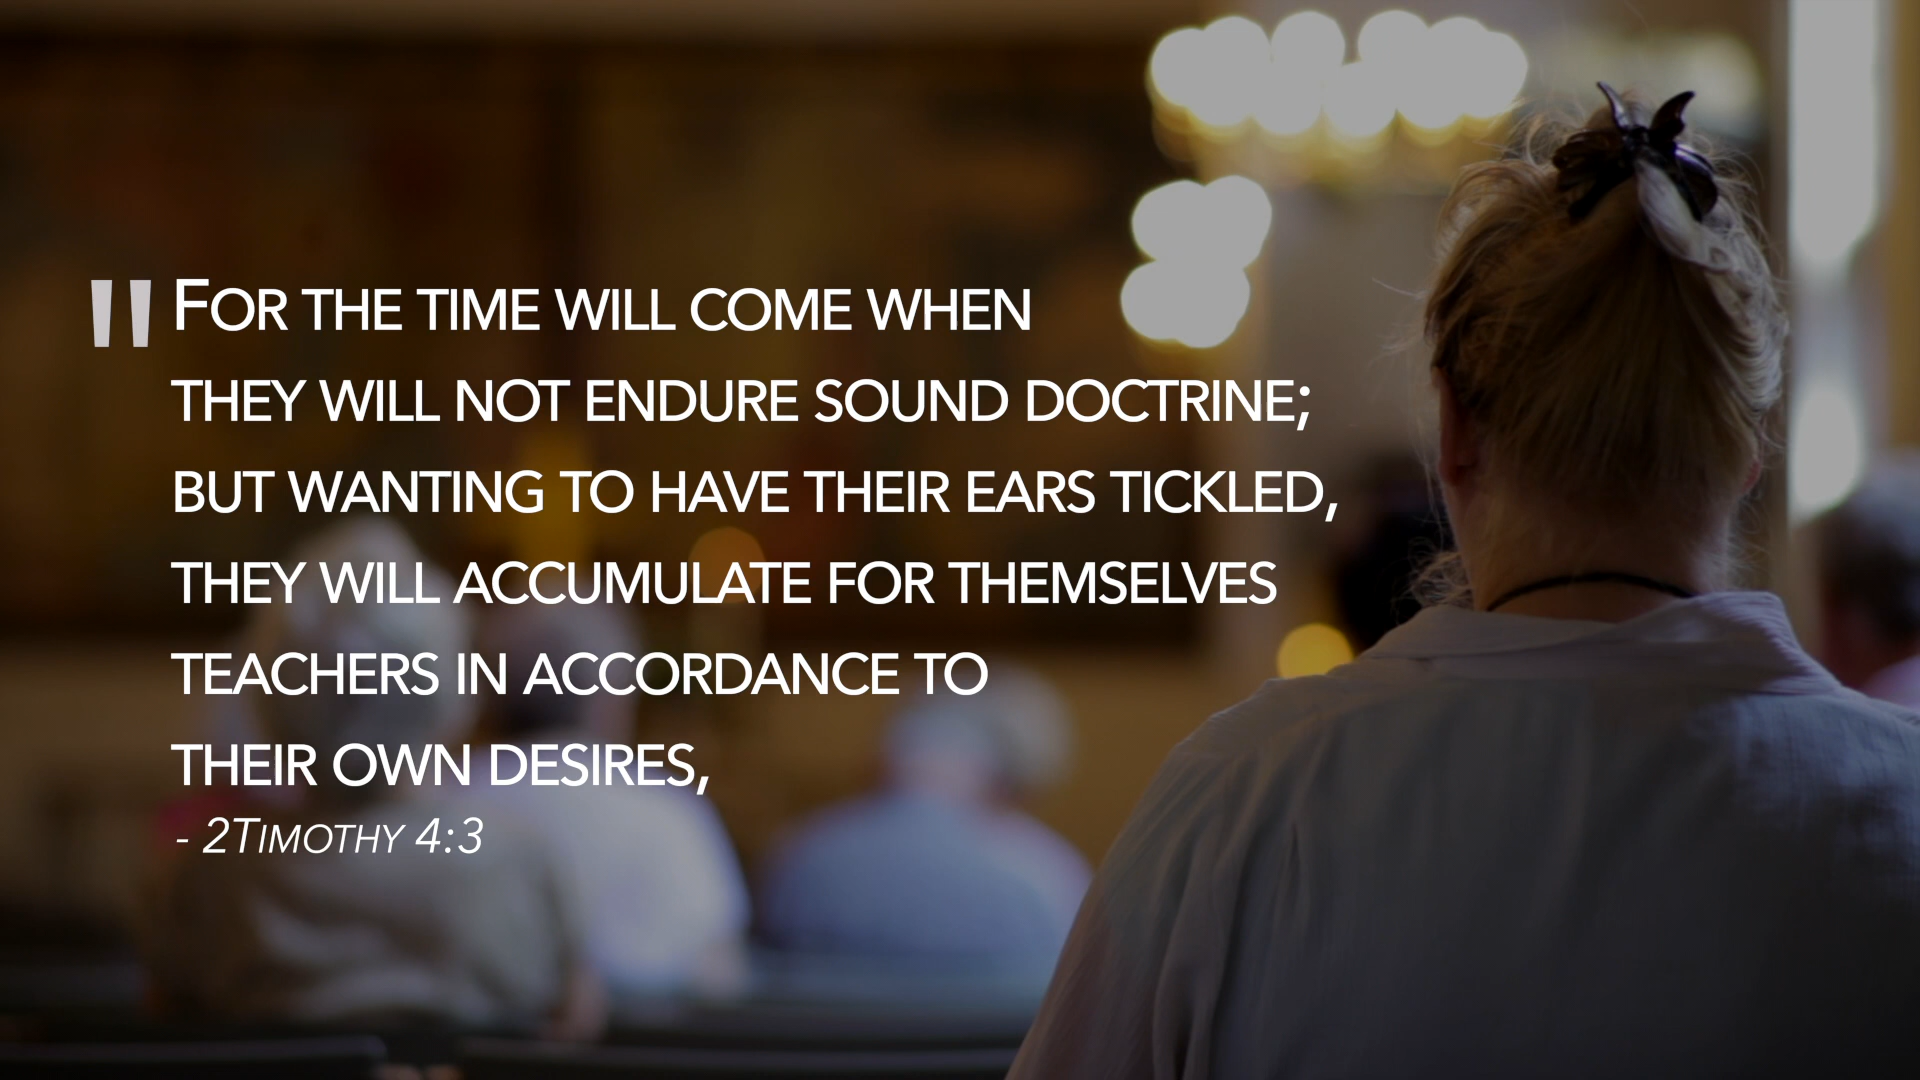 "For the time will come when
they will not endure sound doctrine;
but wanting to have their ears tickled,
they will accumulate for themselves
teachers in accordance to
their own desires,
- 2Timothy 4:3